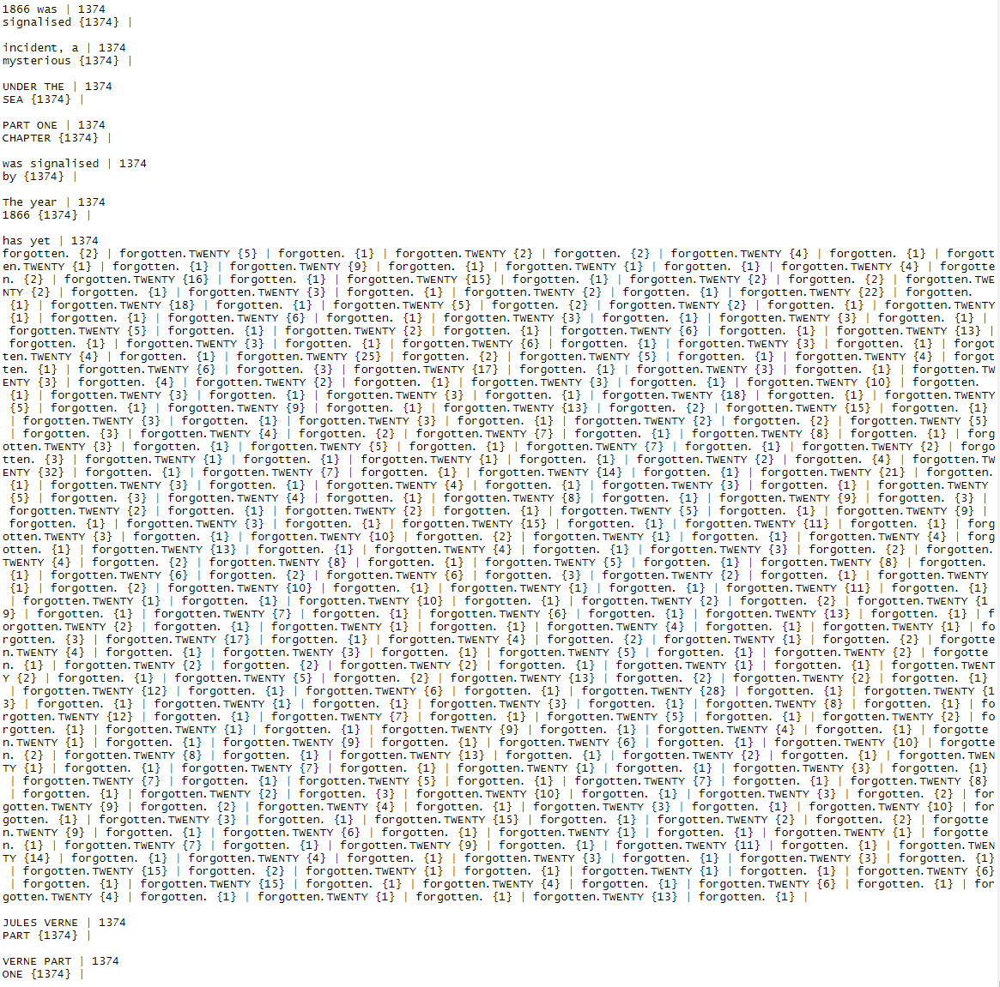 1866 was | 1374
signalised {1374} |
incident, a | 1374
mysterious {1374} |
UNDER THE | 1374
SEA {1374} |
PART ONE | 1374
CHAPTER {1374} |
was signalised | 1374
by {1374} |
The year | 1374
1866 {1374} |
has yet | 1374
forgotten. {2} | forgotten.TWENTY {5} | forgotten. {1} | forgotten.TWENTY {2} | forgotten. {2} | forgotten.TWENTY {4} | forgotten. {1} | forgott
en.TWENTY {1} | forgotten. {1} | forgotten.TWENTY {9} | forgotten. {1} | forgotten.TWENTY {1} | forgotten. {1} | forgotten.TWENTY {4} | forgotte
n. {2} | forgotten.TWENTY {16} | forgotten. {1} | forgotten.TWENTY {15} | forgotten. {1} | forgotten.TWENTY {2} | forgotten. {2} | forgotten.TWE
NTY {2} | forgotten. {1} | forgotten.TWENTY {3} | forgotten. {1} | forgotten.TWENTY {2} | forgotten. {1} | forgotten.TWENTY {22} | forgotten.
{1} | forgotten.TWENTY {18} | forgotten. {1} | forgotten.TWENTY {5} | forgotten. {2} | forgotten.TWENTY {2} | forgotten. {1} | forgotten.TWENTY
{1} | forgotten. {1} | forgotten.TWENTY {6} | forgotten. {1} | forgotten.TWENTY {3} | forgotten. {1} | forgotten.TWENTY {3} | forgotten. {1} |
forgotten.TWENTY {5} | forgotten. {1} | forgotten.TWENTY {2} | forgotten. {1} | forgotten.TWENTY {6} | forgotten. {1} | forgotten.TWENTY {13} |
forgotten. {1} | forgotten.TWENTY {3} | forgotten. {1} | forgotten.TWENTY {6} | forgotten. {1} | forgotten.TWENTY {3} | forgotten. {1} | forgot
ten.TWENTY {4} | forgotten. {1} | forgotten.TWENTY {25} | forgotten. {2} | forgotten.TWENTY {5} | forgotten. {1} | forgotten.TWENTY {4} | forgot
ten. {1} | forgotten.TWENTY {6} | forgotten. {3} | forgotten.TWENTY {17} | forgotten. {1} | forgotten.TWENTY {3} | forgotten. {1} | forgotten.TW
ENTY {3} | forgotten. {4} | forgotten.TWENTY {2} | forgotten. {1} | forgotten.TWENTY {3} | forgotten. {1} | forgotten.TWENTY {10} | forgotten.
{1} | forgotten.TWENTY {3} | forgotten. {1} | forgotten.TWENTY {3} | forgotten. {1} | forgotten.TWENTY {18} | forgotten. {1} | forgotten.TWENTY
{5} | forgotten. {1} | forgotten.TWENTY {9} | forgotten. {1} | forgotten.TWENTY {13} | forgotten. {2} | forgotten.TWENTY {15} | forgotten. {1}
| forgotten.TWENTY {3} | forgotten. {1} | forgotten.TWENTY {3} | forgotten. {1} | forgotten.TWENTY {2} | forgotten. {2} | forgotten.TWENTY {5}
| forgotten. {3} | forgotten.TWENTY {4} | forgotten. {2} | forgotten.TWENTY {7} | forgotten. {1} | forgotten.TWENTY {8} | forgotten. {1} | forg
otten.TWENTY {3} | forgotten. {1} | forgotten.TWENTY {5} | forgotten. {1} | forgotten.TWENTY {7} | forgotten. {1} | forgotten.TWENTY {2} | forgo
tten. {3} | forgotten.TWENTY {1} | forgotten. {1} | forgotten.TWENTY {1} | forgotten. {1} | forgotten.TWENTY {2} | forgotten. {4} | forgotten.TW
ENTY {32} | forgotten. {1} | forgotten.TWENTY {7} | forgotten. {1} | forgotten.TWENTY {14} | forgotten. {1} | forgotten.TWENTY {21} | forgotten.
{1} | forgotten.TWENTY {3} | forgotten. {1} | forgotten.TWENTY {4} | forgotten. {1} | forgotten.TWENTY {3} | forgotten. {1} | forgotten.TWENTY
{5} | forgotten. {3} | forgotten.TWENTY {4} | forgotten. {1} | forgotten.TWENTY {8} | forgotten. {1} | forgotten.TWENTY {9} | forgotten. {3} |
forgotten.TWENTY {2} | forgotten. {1} | forgotten.TWENTY {2} | forgotten. {1} | forgotten.TWENTY {5} | forgotten. {1} | forgotten.TWENTY {9} |
forgotten. {1} | forgotten.TWENTY {3} | forgotten. {1} | forgotten.TWENTY {15} | forgotten. {1} | forgotten.TWENTY {11} | forgotten. {1} | forg
otten.TWENTY {3} | forgotten. {1} | forgotten.TWENTY {10} | forgotten. {2} | forgotten.TWENTY {1} | forgotten. {1} | forgotten.TWENTY {4} | forg
otten. {1} | forgotten.TWENTY {13} | forgotten. {1} | forgotten.TWENTY {4} | forgotten. {1} | forgotten.TWENTY {3} | forgotten. {2} | forgotten.
TWENTY {4} | forgotten. {2} | forgotten.TWENTY {8} | forgotten. {1} | forgotten.TWENTY {5} | forgotten. {1} | forgotten.TWENTY {8} | forgotten.
{1} | forgotten.TWENTY {6} | forgotten. {2} | forgotten.TWENTY {6} | forgotten. {3} | forgotten.TWENTY {2} | forgotten. {1} | forgotten.TWENTY
{1} | forgotten. {2} | forgotten.TWENTY {10} | forgotten. {1} | forgotten.TWENTY {1} | forgotten. {1} | forgotten.TWENTY {11} | forgotten. {1}
| forgotten.TWENTY {1} | forgotten. {1} | forgotten.TWENTY {10} | forgotten. {1} | forgotten.TWENTY {2} | forgotten. {2} | forgotten.TWENTY {1
9} | forgotten. {1} | forgotten.TWENTY {7} | forgotten. {1} | forgotten.TWENTY {6} | forgotten. {1} | forgotten.TWENTY {13} | forgotten. {1} | f
orgotten.TWENTY {2} | forgotten. {1} | forgotten.TWENTY {1} | forgotten. {1} | forgotten.TWENTY {4} | forgotten. {1} | forgotten.TWENTY {1} | fo
rgotten. {3} | forgotten.TWENTY {17} | forgotten. {1} | forgotten.TWENTY {4} | forgotten. {2} | forgotten.TWENTY {1} | forgotten. {2} | forgotte
n.TWENTY {4} | forgotten. {1} | forgotten.TWENTY {3} | forgotten. {1} | forgotten.TWENTY {5} | forgotten. {1} | forgotten.TWENTY {2} | forgotte
n. {1} | forgotten.TWENTY {2} | forgotten. {2} | forgotten.TWENTY {2} | forgotten. {1} | forgotten.TWENTY {1} | forgotten. {1} | forgotten.TWENT
Y {2} | forgotten. {1} | forgotten.TWENTY {5} | forgotten. {2} | forgotten.TWENTY {13} | forgotten. {2} | forgotten.TWENTY {2} | forgotten. {1}
| forgotten.TWENTY {12} | forgotten. {1} | forgotten.TWENTY {6} | forgotten. {1} | forgotten.TWENTY {28} | forgotten. {1} | forgotten.TWENTY {1
3} | forgotten. {1} | forgotten.TWENTY {1} | forgotten. {1} | forgotten.TWENTY {3} | forgotten. {1} | forgotten.TWENTY {8} | forgotten. {1} | fo
rgotten.TWENTY {12} | forgotten. {1} | forgotten.TWENTY {7} | forgotten. {1} | forgotten.TWENTY {5} | forgotten. {1} | forgotten.TWENTY {2} | fo
rgotten. {1} | forgotten.TWENTY {1} | forgotten. {1} | forgotten.TWENTY {9} | forgotten. {1} | forgotten.TWENTY {4} | forgotten. {1} | forgotte
n.TWENTY {1} | forgotten. {1} | forgotten.TWENTY {9} | forgotten. {1} | forgotten.TWENTY {6} | forgotten. {1} | forgotten.TWENTY {10} | forgotte
n. {2} | forgotten.TWENTY {8} | forgotten. {1} | forgotten.TWENTY {13} | forgotten. {1} | forgotten.TWENTY {2} | forgotten. {1} | forgotten.TWEN
TY {1} | forgotten. {1} | forgotten.TWENTY {7} | forgotten. {1} | forgotten.TWENTY {1} | forgotten. {1} | forgotten.TWENTY {3} | forgotten. {1}
| forgotten.TWENTY {7} | forgotten. {1} | forgotten.TWENTY {5} | forgotten. {1} | forgotten.TWENTY {7} | forgotten. {1} | forgotten.TWENTY {8}
| forgotten. {1} | forgotten.TWENTY {2} | forgotten. {3} | forgotten.TWENTY {10} | forgotten. {1} | forgotten.TWENTY {3} | forgotten. {2} | for
gotten.TWENTY {9} | forgotten. {2} | forgotten.TWENTY {4} | forgotten. {1} | forgotten.TWENTY {3} | forgotten. {1} | forgotten.TWENTY {10} | for
gotten. {1} | forgotten.TWENTY {3} | forgotten. {1} | forgotten.TWENTY {15} | forgotten. {1} | forgotten.TWENTY {2} | forgotten. {2} | forgotte
n.TWENTY {9} | forgotten. {1} | forgotten.TWENTY {6} | forgotten. {1} | forgotten.TWENTY {1} | forgotten. {1} | forgotten.TWENTY {1} | forgotte
n. {1} | forgotten.TWENTY {7} | forgotten. {1} | forgotten.TWENTY {9} | forgotten. {1} | forgotten.TWENTY {11} | forgotten. {1} | forgotten.TWEN
TY {14} | forgotten. {1} | forgotten.TWENTY {4} | forgotten. {1} | forgotten.TWENTY {3} | forgotten. {1} | forgotten.TWENTY {3} | forgotten. {1}
| forgotten.TWENTY {15} | forgotten. {2} | forgotten.TWENTY {1} | forgotten. {1} | forgotten.TWENTY {1} | forgotten. {1} | forgotten.TWENTY {6}
| forgotten. {1} | forgotten.TWENTY {15} | forgotten. {1} | forgotten.TWENTY {4} | forgotten. {1} | forgotten.TWENTY {6} | forgotten. {1} | for
gotten.TWENTY {4} | forgotten. {1} | forgotten.TWENTY {1} | forgotten. {1} | forgotten.TWENTY {13} | forgotten. {1} |
JULES VERNE | 1374
PART {1374} |
VERNE PART | 1374
ONE {1374} |